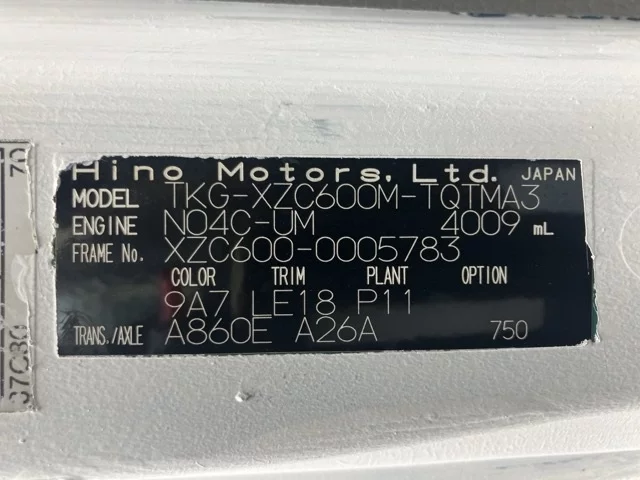 Hino Motors, Ltd. JAPAN
MODEL TKG-XZC600M-TQTMA3
ENGINE N04C-UM 4009 mL
FRAME No. XZC600-0005783
COLOR TRIM PLANT OPTION
9A7 LE18 P11
TRANS./AXLE A860E A26A 750
70